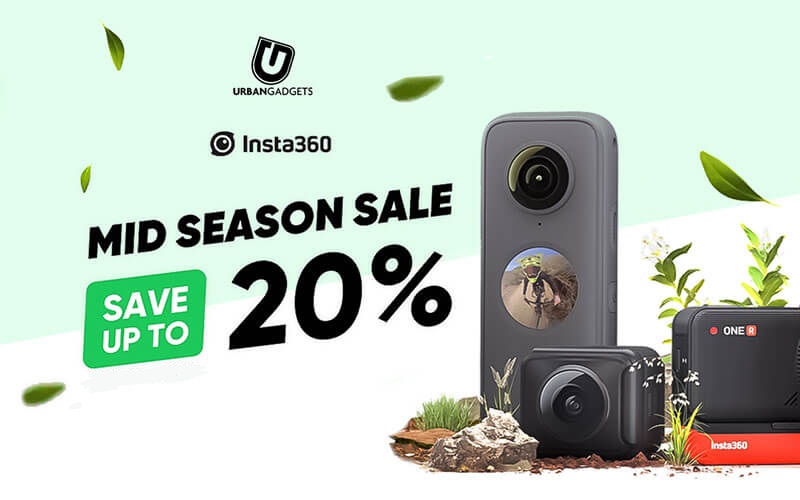 URBANGADGETS
Insta360
MID SEASON SALE
SAVE
UP TO
20%
ONE R
Insta360